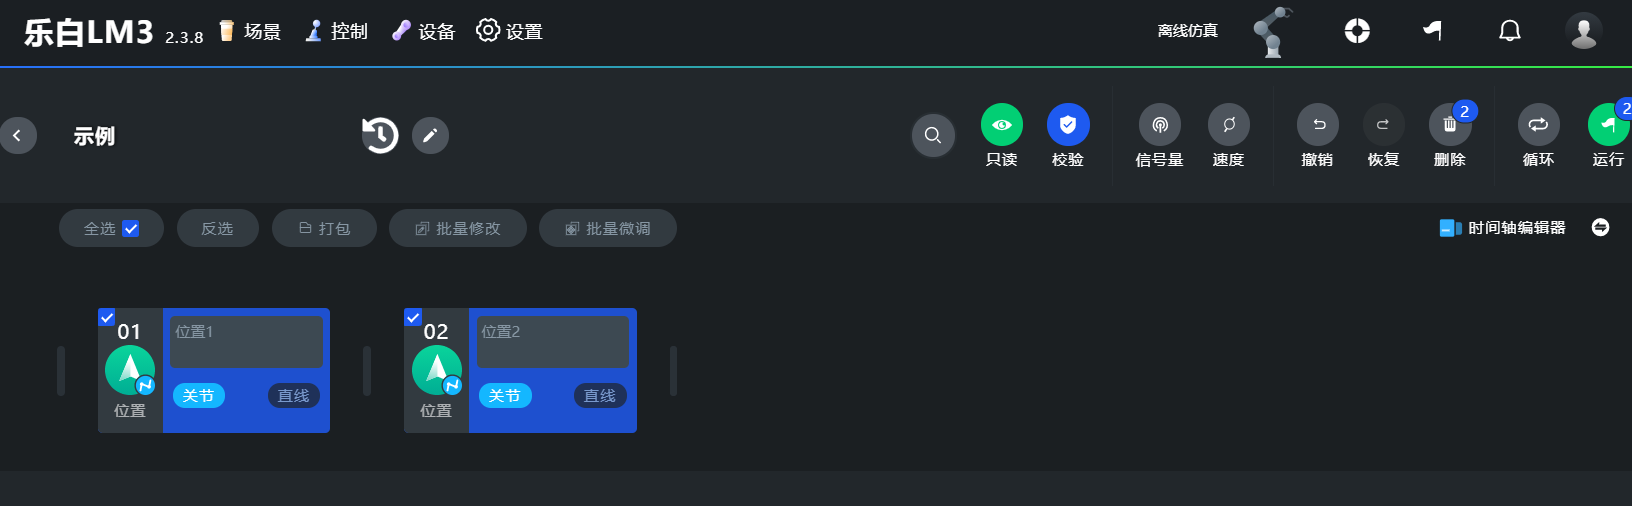 乐白LM3 2.3.8 场景 控制 设备 设置 离线仿真
示例 只读 校验 信号量 速度 撤销 恢复 2 删除 循环 2 运行
全选 反选 打包 批量修改 批量微调 时间轴编辑器
01 位置1 02 位置2
位置 关节 直线 位置 关节 直线